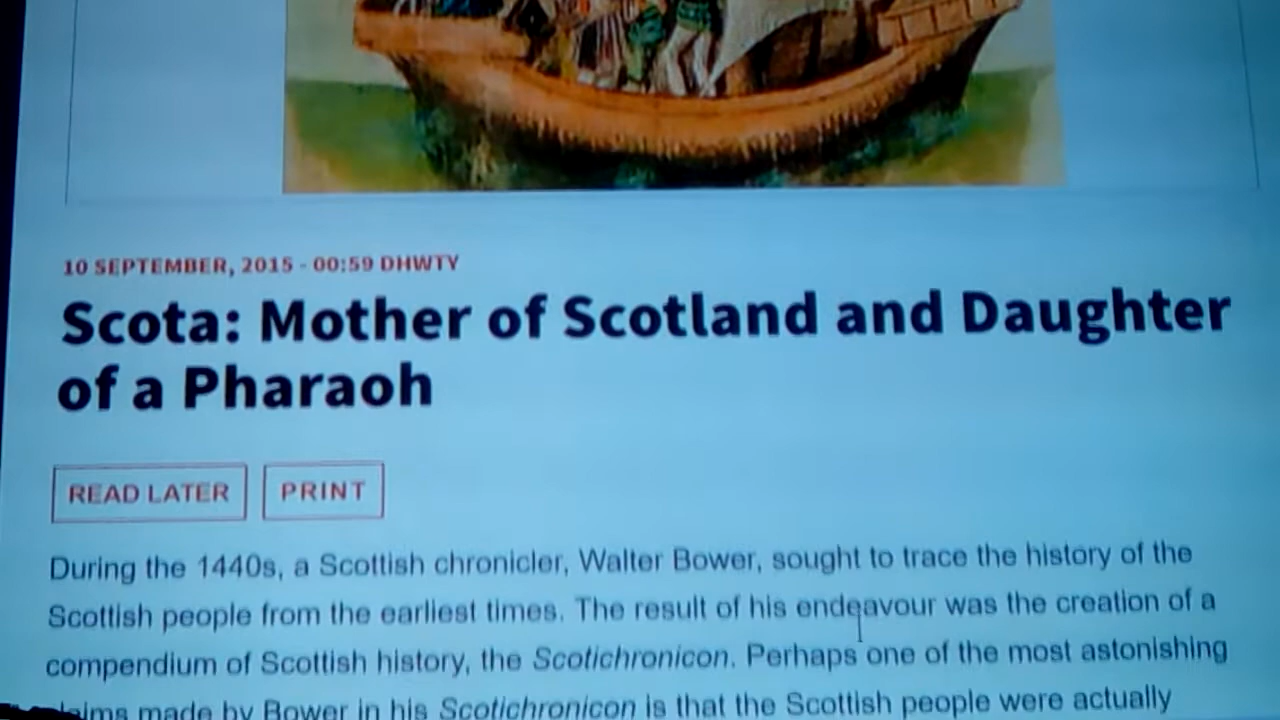 10 SEPTEMBER, 2015 - 00:59 DHWTY
Scota: Mother of Scotland and Daughter
of a Pharaoh
READ LATER PRINT
During the 1440s, a Scottish chronicler, Walter Bower, sought to trace the history of the
Scottish people from the earliest times. The result of his endeavour was the creation of a
compendium of Scottish history, the Scotichronicon. Perhaps one of the most astonishing
claims made by Bower in his Scotichronicon is that the Scottish people were actually